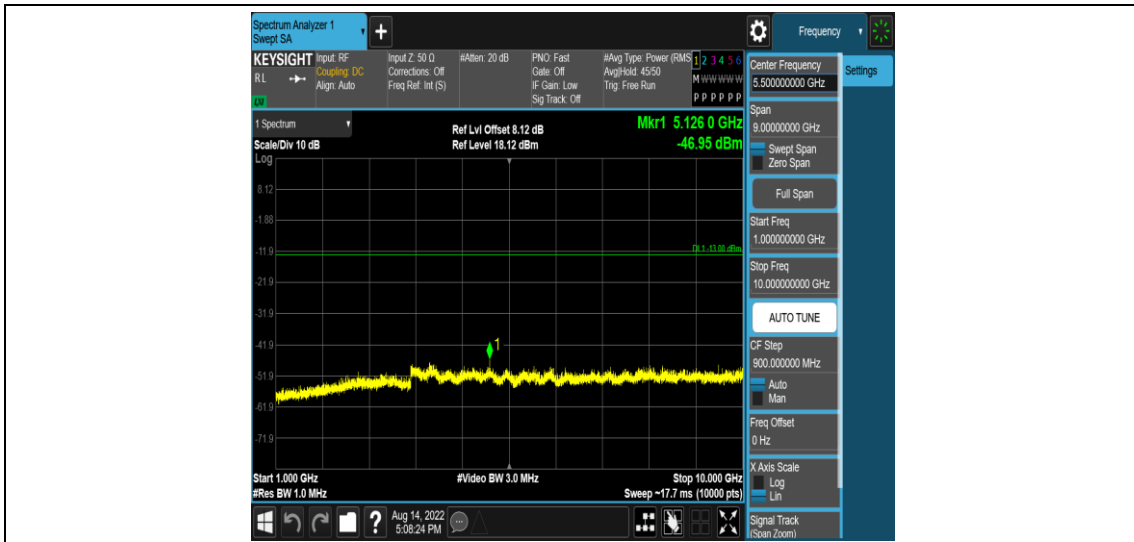 Spectrum Analyzer 1
Swept SA
+
Frequency
KEYSIGHT
RL
LXI
Input: RF
Coupling: DC
Align: Auto
Input Z: 50 Ω
Corrections: Off
Freq Ref: Int (S)
#Atten: 20 dB
PNO: Fast
Gate: Off
IF Gain: Low
Sig Track: Off
#Avg Type: Power (RMS
Avg|Hold: 45/50
Trig: Free Run
1 2 3 4 5 6
M W W W W W
P P P P P P
1 Spectrum
Scale/Div 10 dB
Log
Ref Lvl Offset 8.12 dB
Ref Level 18.12 dBm
Mkr1 5.126 0 GHz
-46.95 dBm
8.12
-1.88
-11.9
DL1 -13.00 dBm
-21.9
-31.9
-41.9
1
-51.9
-61.9
-71.9
Start 1.000 GHz
#Res BW 1.0 MHz
#Video BW 3.0 MHz
Stop 10.000 GHz
Sweep ~17.7 ms (10000 pts)
Center Frequency
5.500000000 GHz
Settings
Span
9.00000000 GHz
Swept Span
Zero Span
Full Span
Start Freq
1.000000000 GHz
Stop Freq
10.000000000 GHz
AUTO TUNE
CF Step
900.000000 MHz
Auto
Man
Freq Offset
0 Hz
X Axis Scale
Log
Lin
Signal Track
(Span Zoom)
?
Aug 14, 2022
5:08:24 PM